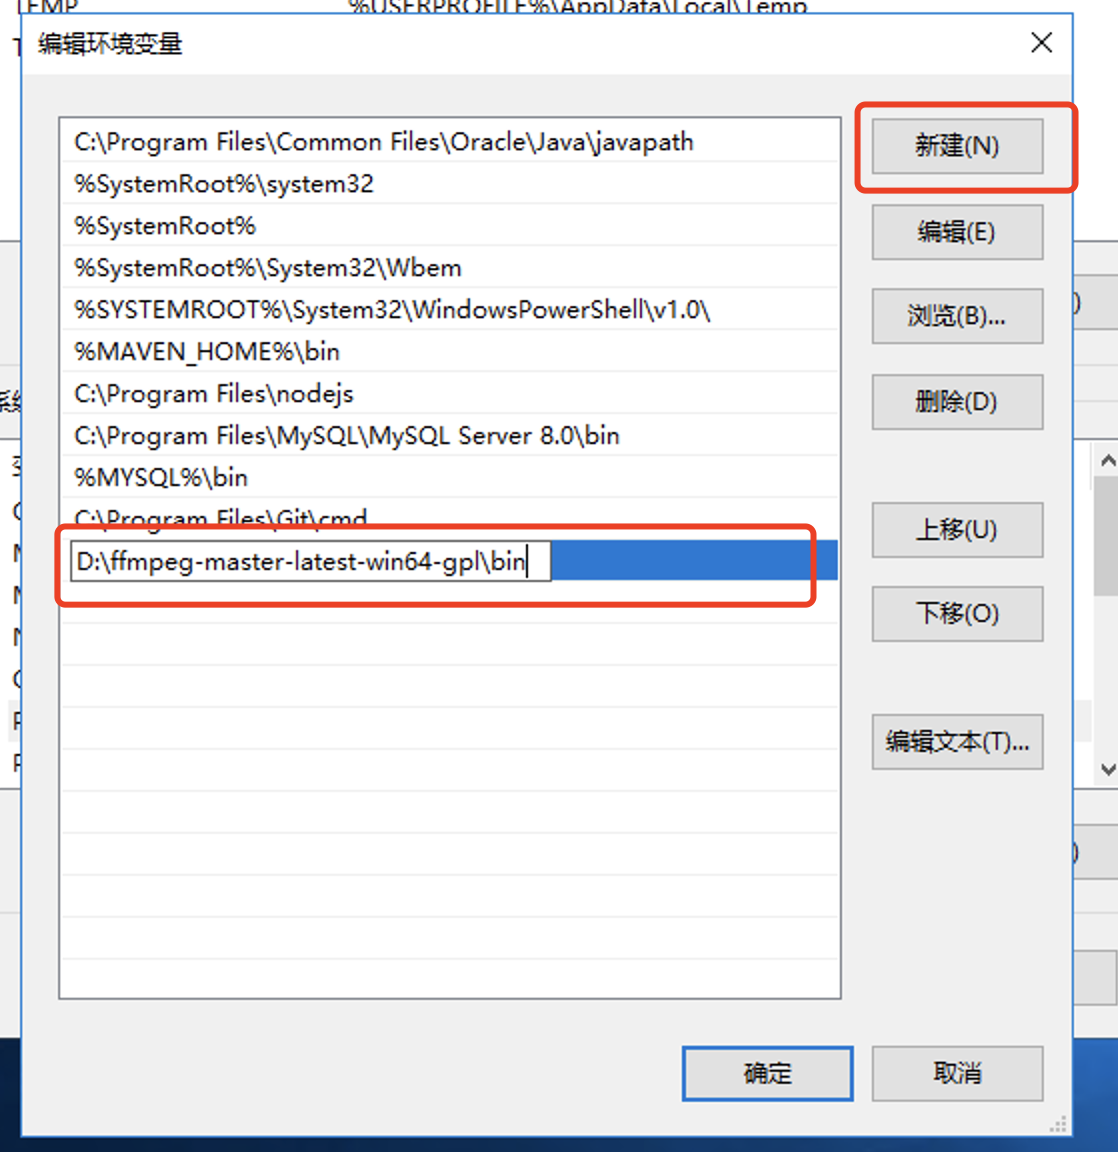 TEMP %USERPROFILE%\AppData\Local\Temp
编辑环境变量
C:\Program Files\Common Files\Oracle\Java\javapath
新建(N)
%SystemRoot%\system32
%SystemRoot%
编辑(E)
%SystemRoot%\System32\Wbem
%SYSTEMROOT%\System32\WindowsPowerShell\v1.0\
浏览(B)...
%MAVEN_HOME%\bin
C:\Program Files\nodejs
删除(D)
C:\Program Files\MySQL\MySQL Server 8.0\bin
%MYSQL%\bin
C:\Program Files\Git\cmd
上移(U)
D:\ffmpeg-master-latest-win64-gpl\bin
下移(O)
编辑文本(T)...
确定
取消